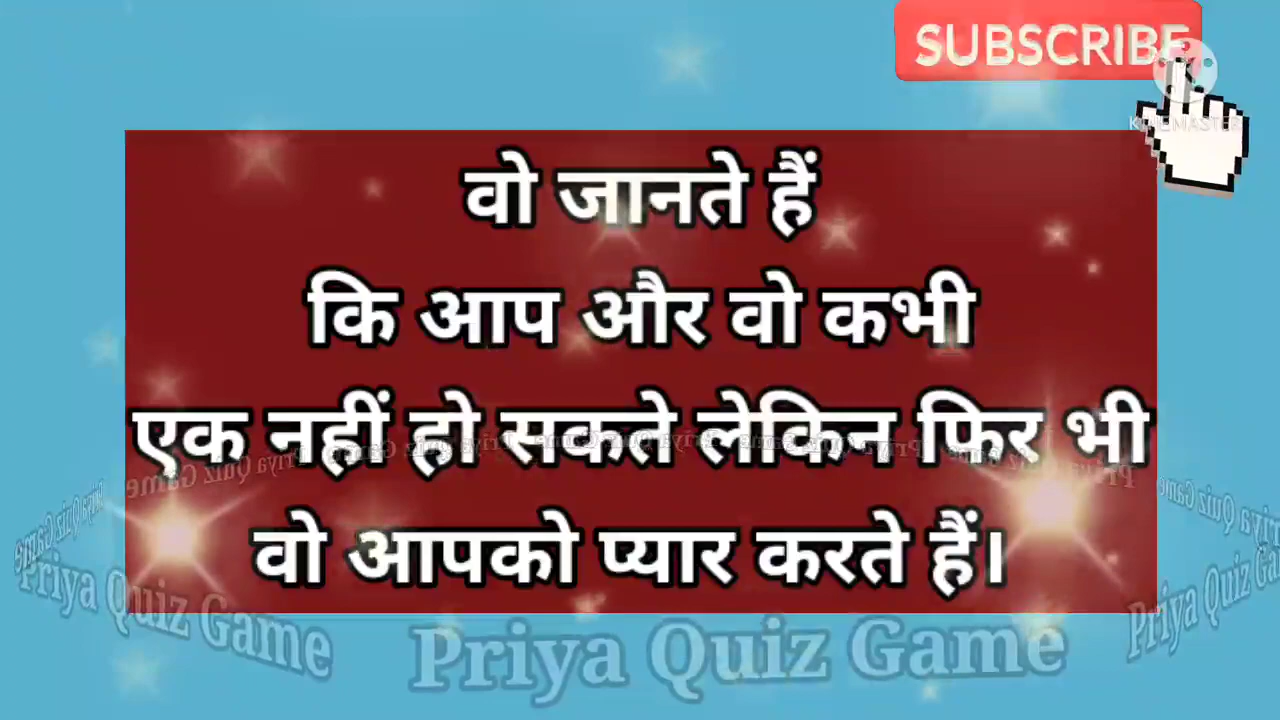 SUBSCRIBE
KINEMASTER
वो जानते हैं
कि आप और वो कभी
एक नहीं हो सकते लेकिन फिर भी
वो आपको प्यार करते हैं।
Priya Quiz Game
Priya Quiz Game
Priya Quiz Game